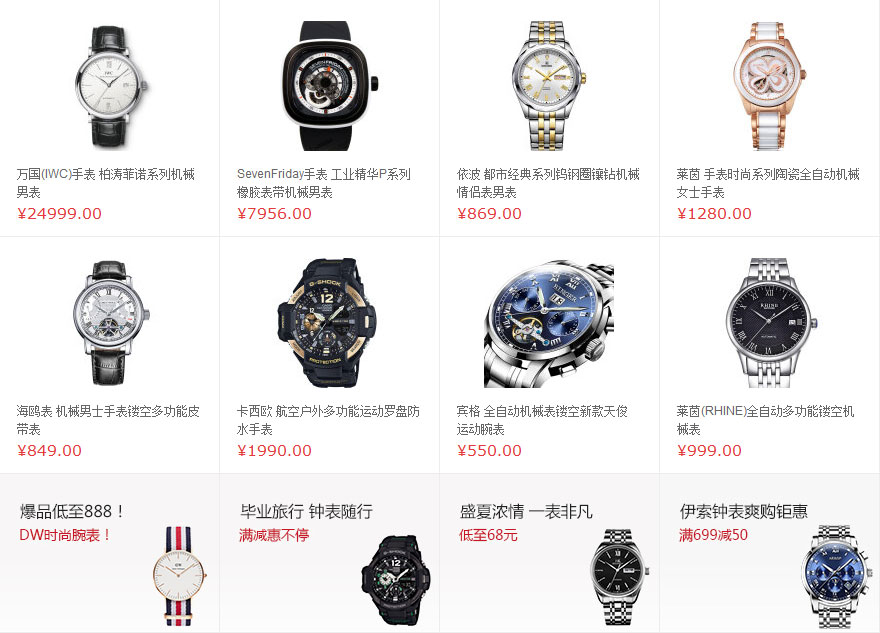 IWC
SEVENFRIDAY
万国(IWC)手表 柏涛菲诺系列机械
男表
¥24999.00
SevenFriday手表 工业精华P系列
橡胶表带机械男表
¥7956.00
依波 都市经典系列钨钢圈镶钻机械
情侣表男表
¥869.00
莱茵 手表时尚系列陶瓷全自动机械
女士手表
¥1280.00
G-SHOCK
PROTECTION
BINGER
RHINE
海鸥表 机械男士手表镂空多功能皮
带表
¥849.00
卡西欧 航空户外多功能运动罗盘防
水手表
¥1990.00
宾格 全自动机械表镂空新款天俊
运动腕表
¥550.00
莱茵(RHINE)全自动多功能镂空机
械表
¥999.00
爆品低至888！
DW时尚腕表！
毕业旅行 钟表随行
满减惠不停
盛夏浓情 一表非凡
低至68元
伊索钟表爽购钜惠
满699减50